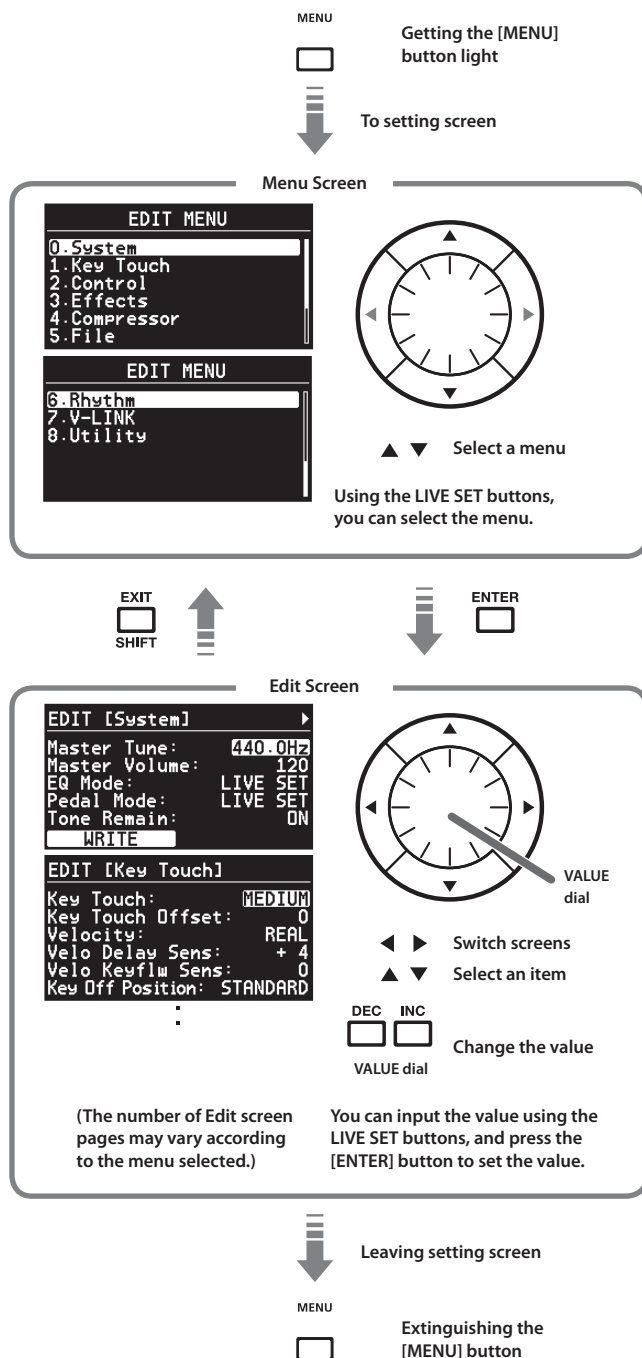 MENU
Getting the [MENU]
button light
To setting screen
Menu Screen
EDIT MENU
0.System
1.Key Touch
2.Control
3.Effects
4.Compressor
5.File
EDIT MENU
6.Rhythm
7.V-LINK
8.Utility
▲ ▼ Select a menu
Using the LIVE SET buttons,
you can select the menu.
EXIT
SHIFT
ENTER
Edit Screen
EDIT [System]
Master Tune: 440.0Hz
Master Volume: 120
EQ Mode: LIVE SET
Pedal Mode: LIVE SET
Tone Remain: ON
WRITE
EDIT [Key Touch]
Key Touch: MEDIUM
Key Touch Offset: 0
Velocity: REAL
Velo Delay Sens: + 4
Velo Keyflw Sens: 0
Key Off Position: STANDARD
VALUE
dial
◀ ▶ Switch screens
▲ ▼ Select an item
DEC INC
Change the value
VALUE dial
(The number of Edit screen
pages may vary according
to the menu selected.)
You can input the value using the
LIVE SET buttons, and press the
[ENTER] button to set the value.
Leaving setting screen
MENU
Extinguishing the
[MENU] button